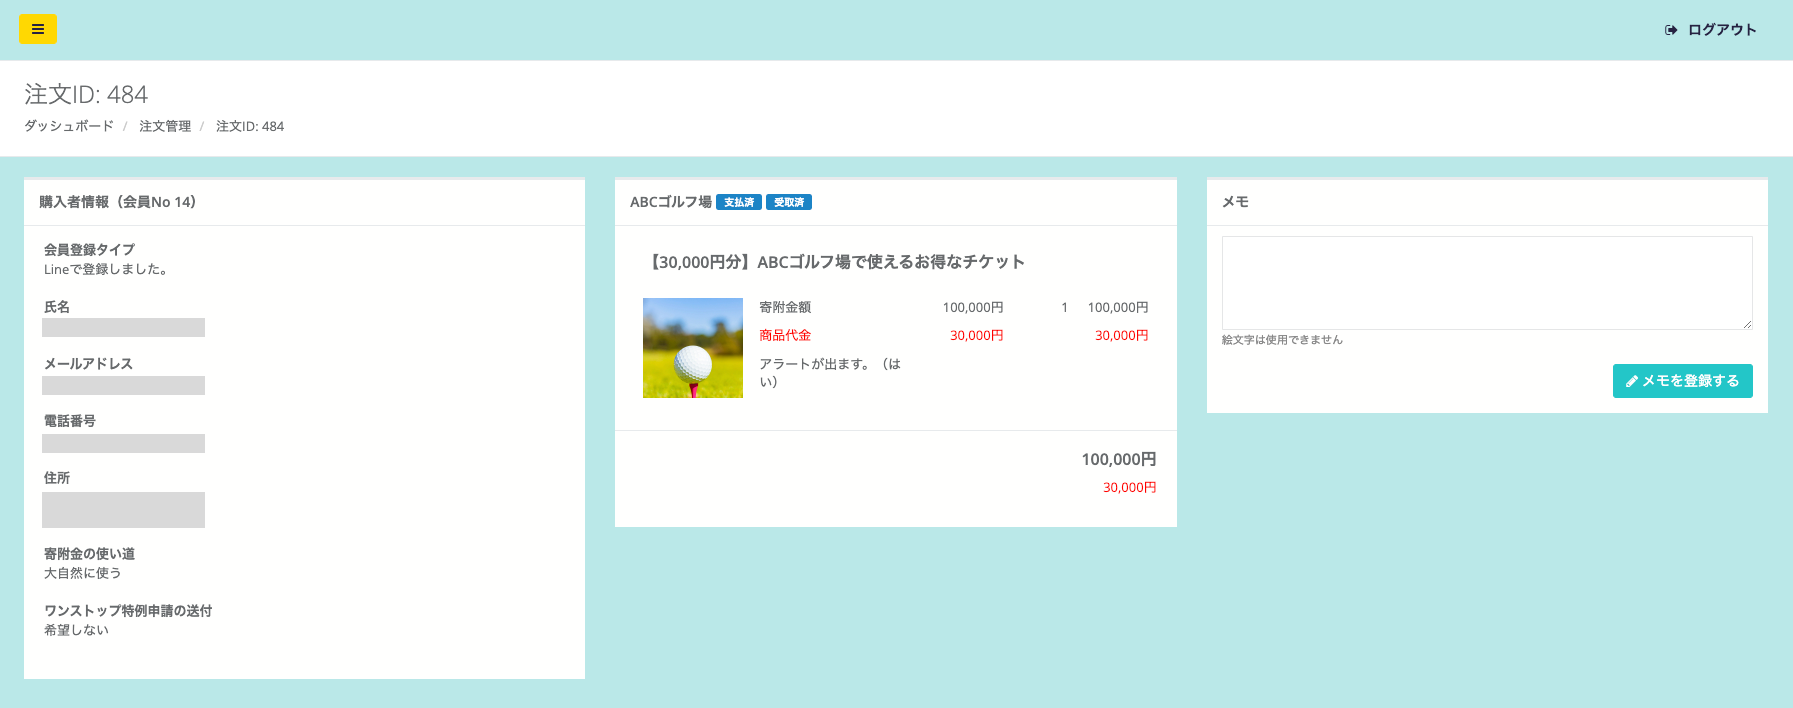 ログアウト
注文ID: 484
ダッシュボード / 注文管理 / 注文ID: 484
購入者情報（会員No 14）
会員登録タイプ
Lineで登録しました。
氏名
メールアドレス
電話番号
住所
寄附金の使い道
大自然に使う
ワンストップ特例申請の送付
希望しない
ABCゴルフ場 支払済 受取済
【30,000円分】ABCゴルフ場で使えるお得なチケット
寄附金額 100,000円 1 100,000円
商品代金 30,000円 30,000円
アラートが出ます。（は
い）
100,000円
30,000円
メモ
絵文字は使用できません
メモを登録する